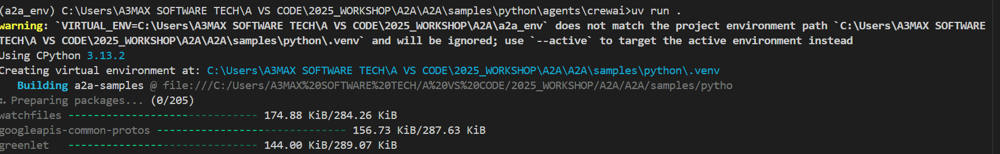 (a2a_env) C:\Users\A3MAX SOFTWARE TECH\A VS CODE\2025_WORKSHOP\A2A\A2A\samples\python\agents\crewai>uv run .
warning: `VIRTUAL_ENV=C:\Users\A3MAX SOFTWARE TECH\A VS CODE\2025_WORKSHOP\A2A\a2a_env` does not match the project environment path `C:\Users\A3MAX SOFTWARE
TECH\A VS CODE\2025_WORKSHOP\A2A\A2A\samples\python\.venv` and will be ignored; use `--active` to target the active environment instead
Using CPython 3.13.2
Creating virtual environment at: C:\Users\A3MAX SOFTWARE TECH\A VS CODE\2025_WORKSHOP\A2A\A2A\samples\python\.venv
Building a2a-samples @ file:///C:/Users/A3MAX%20SOFTWARE%20TECH/A%20VS%20CODE/2025_WORKSHOP/A2A/A2A/samples/pytho
Preparing packages... (0/205)
watchfiles ------------------------------ 174.88 KiB/284.26 KiB
googleapis-common-protos ------------------------------ 156.73 KiB/287.63 KiB
greenlet ------------------------------ 144.00 KiB/289.07 KiB